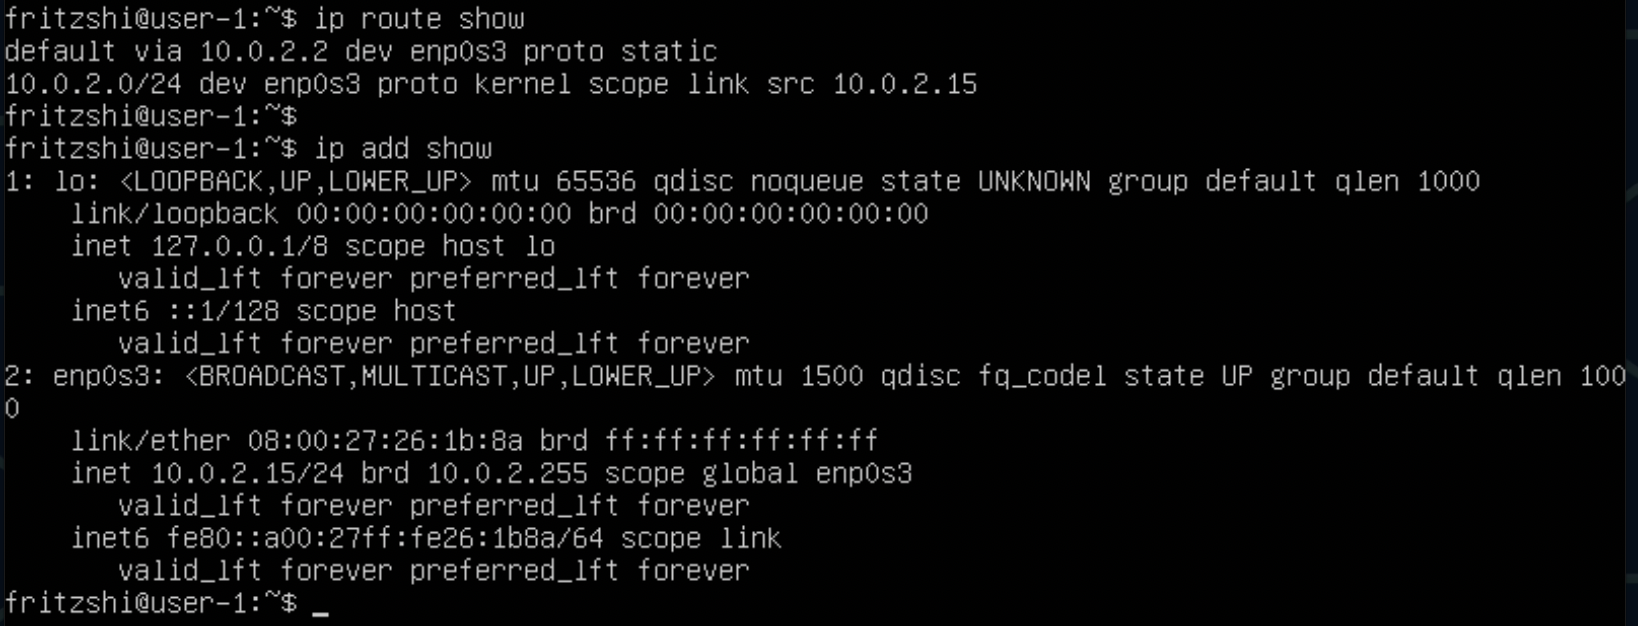 fritzshi@user-1:~$ ip route show
default via 10.0.2.2 dev enp0s3 proto static
10.0.2.0/24 dev enp0s3 proto kernel scope link src 10.0.2.15
fritzshi@user-1:~$
fritzshi@user-1:~$ ip add show
1: lo: <LOOPBACK,UP,LOWER_UP> mtu 65536 qdisc noqueue state UNKNOWN group default qlen 1000
    link/loopback 00:00:00:00:00:00 brd 00:00:00:00:00:00
    inet 127.0.0.1/8 scope host lo
       valid_lft forever preferred_lft forever
    inet6 ::1/128 scope host
       valid_lft forever preferred_lft forever
2: enp0s3: <BROADCAST,MULTICAST,UP,LOWER_UP> mtu 1500 qdisc fq_codel state UP group default qlen 100
0
    link/ether 08:00:27:26:1b:8a brd ff:ff:ff:ff:ff:ff
    inet 10.0.2.15/24 brd 10.0.2.255 scope global enp0s3
       valid_lft forever preferred_lft forever
    inet6 fe80::a00:27ff:fe26:1b8a/64 scope link
       valid_lft forever preferred_lft forever
fritzshi@user-1:~$ _